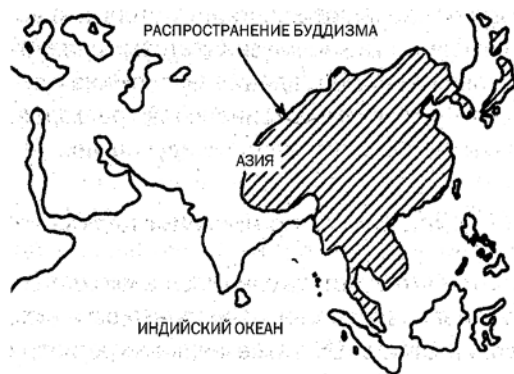 РАСПРОСТРАНЕНИЕ БУДДИЗМА
АЗИЯ
ИНДИЙСКИЙ ОКЕАН